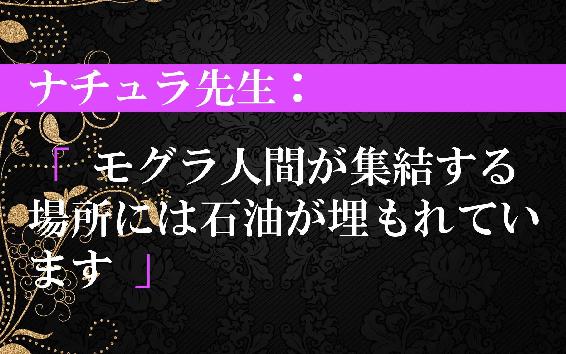 ナチュラ先生：
「 モグラ人間が集結する
場所には石油が埋もれてい
ます 」